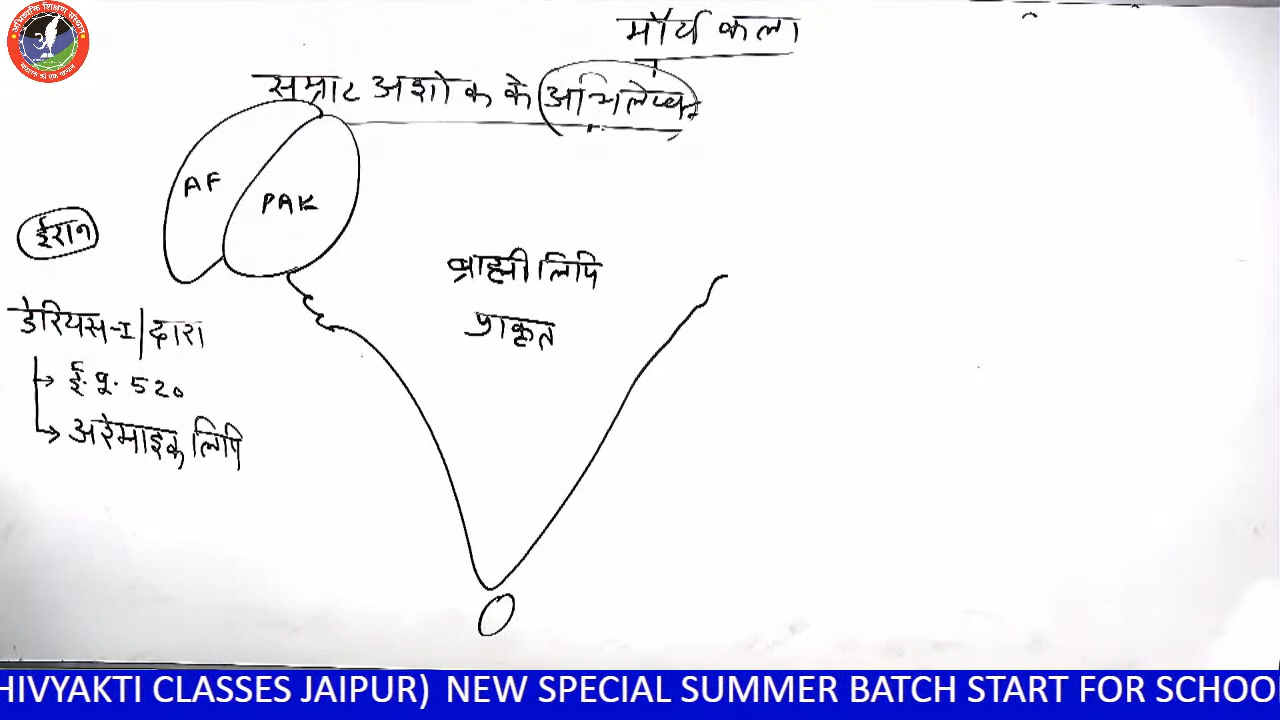 मौर्य कला
सम्राट अशोक के अभिलेख
AF
PAK
ईरान
ब्राह्मी लिपि
प्राकृत
डेरियस-I/दारा
→ ई.पू. 520
→ अरेमाइक लिपि
HIVYAKTI CLASSES JAIPUR) NEW SPECIAL SUMMER BATCH START FOR SCHOO